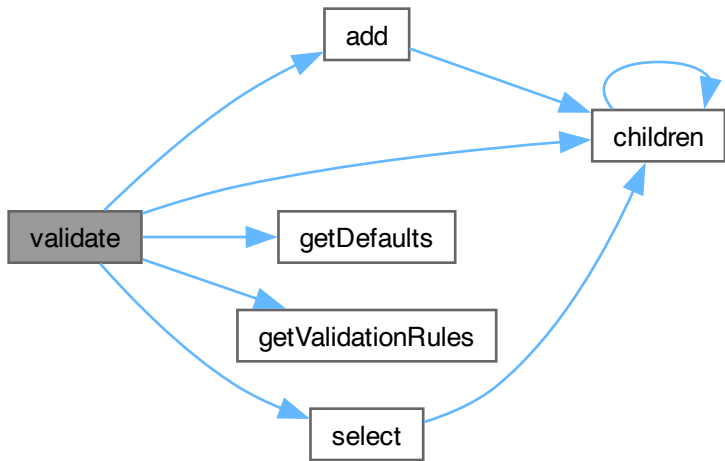 validate
add
children
getDefaults
getValidationRules
select